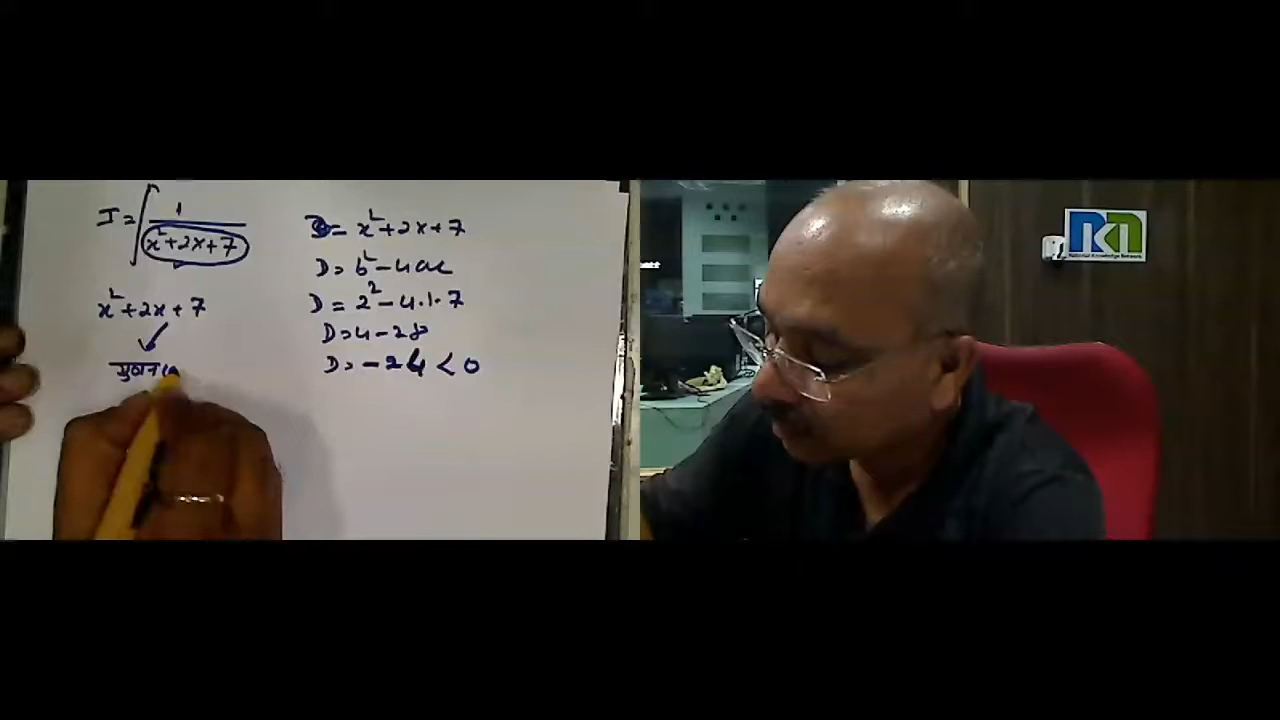 I = ∫ 1 / (x²+2x+7)
x²+2x+7
गुणन
D = x²+2x+7
D = b²-4ac
D = 2²-4.1.7
D = 4-28
D = -24 < 0